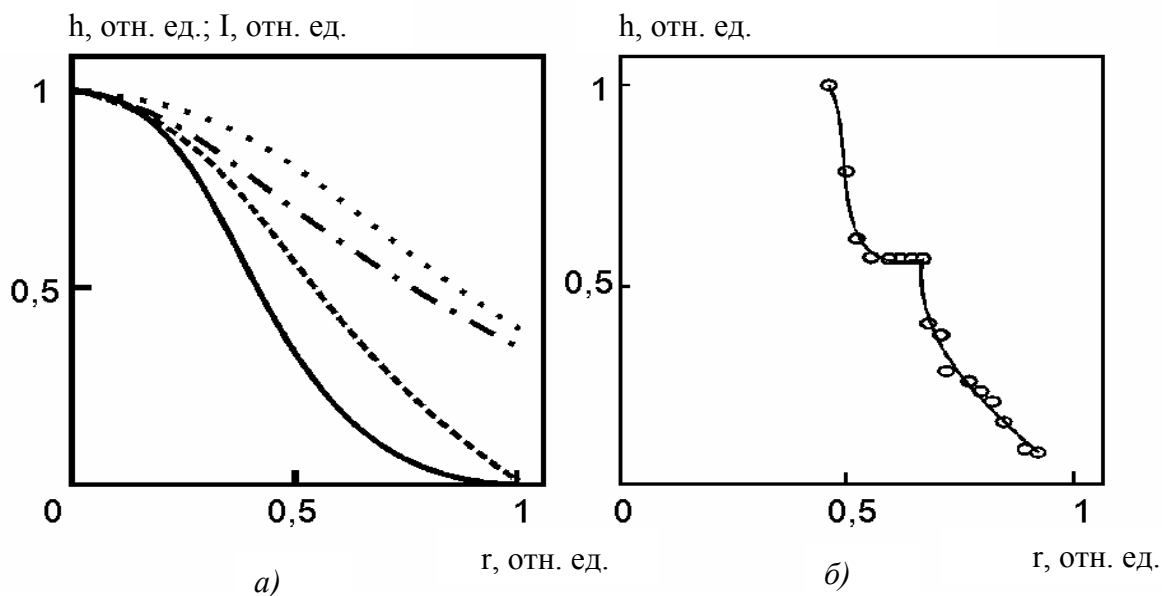 h, отн. ед.; I, отн. ед.
1
0,5
0
0,5
1
r, отн. ед.
а)
h, отн. ед.
1
0,5
0
0,5
1
r, отн. ед.
б)